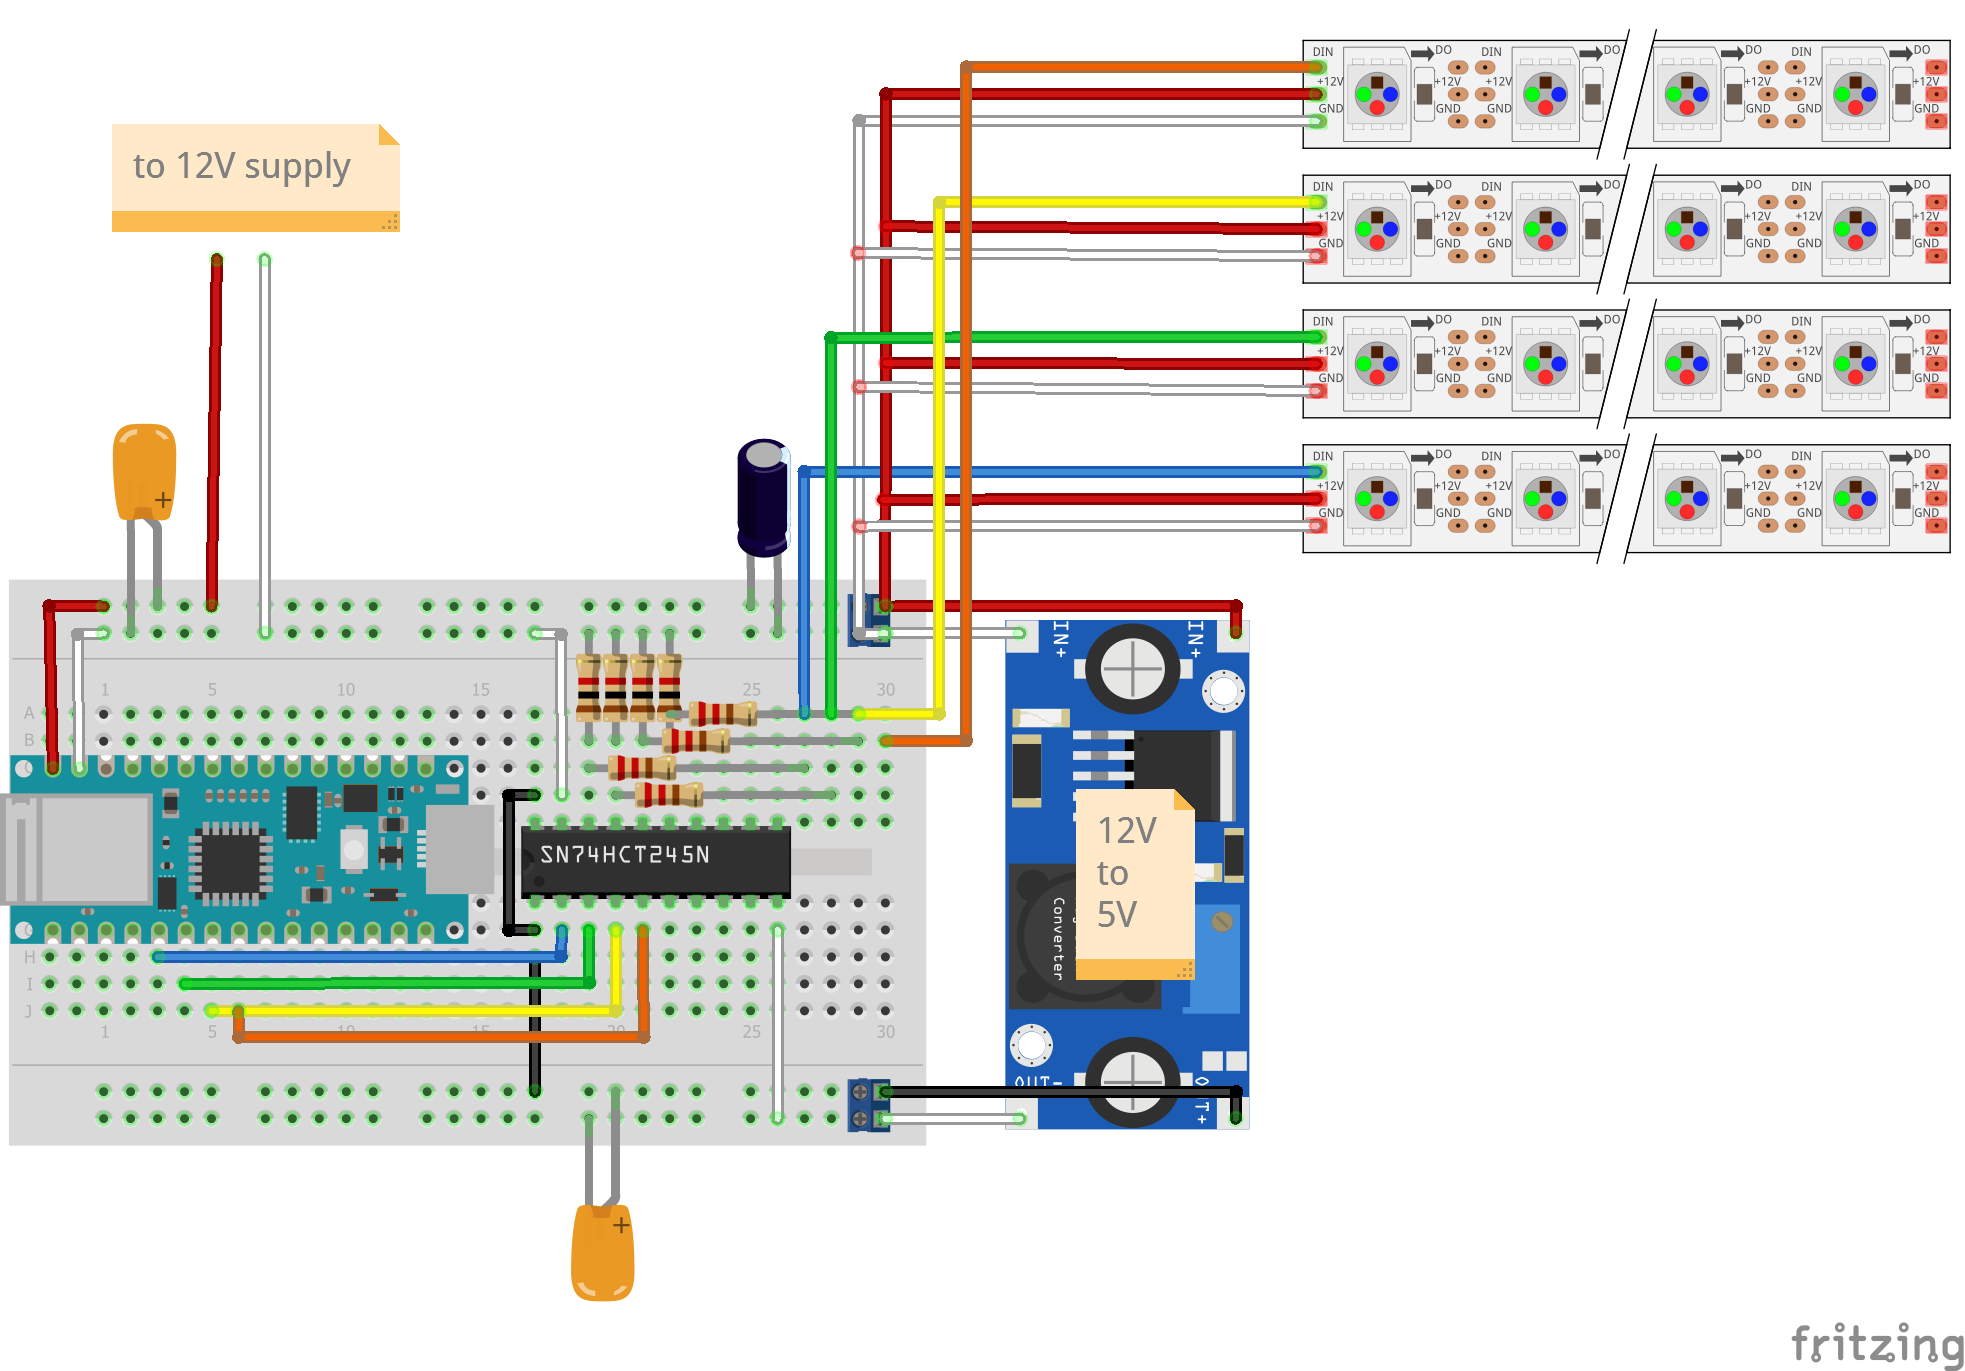 to 12V supply
DIN DO DIN DO DO DIN DO
+12V +12V +12V +12V +12V +12V
GND GND GND GND GND GND
DIN DO DIN DO DO DIN DO
+12V +12V +12V +12V +12V +12V
GND GND GND GND GND GND
DIN DO DIN DO DO DIN DO
+12V +12V +12V +12V +12V +12V
GND GND GND GND GND GND
DIN DO DIN DO DO DIN DO
+12V +12V +12V +12V +12V +12V
GND GND GND GND GND GND
+
IN+ IN+
1 5 10 15 25 30
A
B
SN74HCT245N
12V
to
5V
Converter
H
I
J
1 5 10 15 20 25 30
OUT- OUT+
+
fritzing